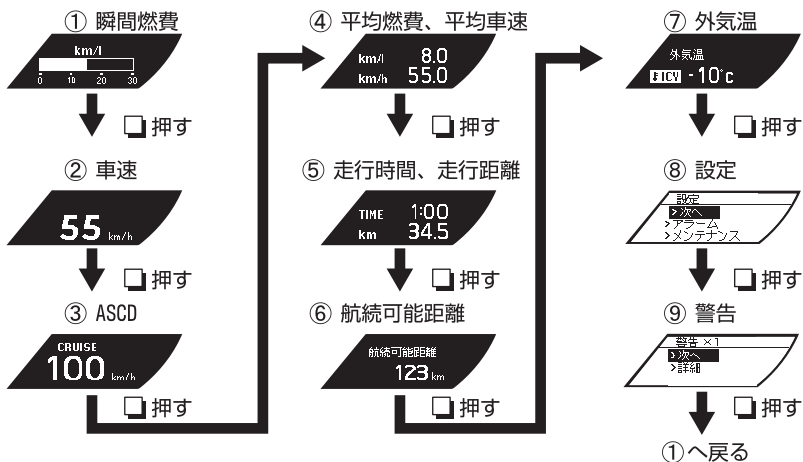 ① 瞬間燃費
km/l
0 10 20 30
押す
② 車速
55 km/h
押す
③ ASCD
CRUISE
100 km/h
押す
④ 平均燃費、平均車速
km/l 8.0
km/h 55.0
押す
⑤ 走行時間、走行距離
TIME 1:00
km 34.5
押す
⑥ 航続可能距離
航続可能距離
123 km
押す
⑦ 外気温
外気温
ICY -10°c
押す
⑧ 設定
設定
>次へ
>アラーム
>メンテナンス
押す
⑨ 警告
警告 ×1
>次へ
>詳細
押す
①へ戻る